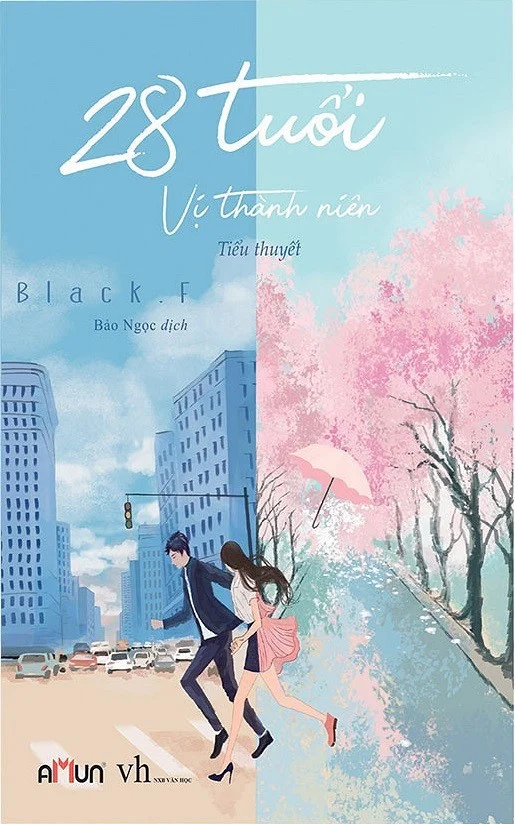 28 tuổi
Vị thành niên
Tiểu thuyết
Black.F
Bảo Ngọc dịch
AMUN® vh NXB VĂN HỌC